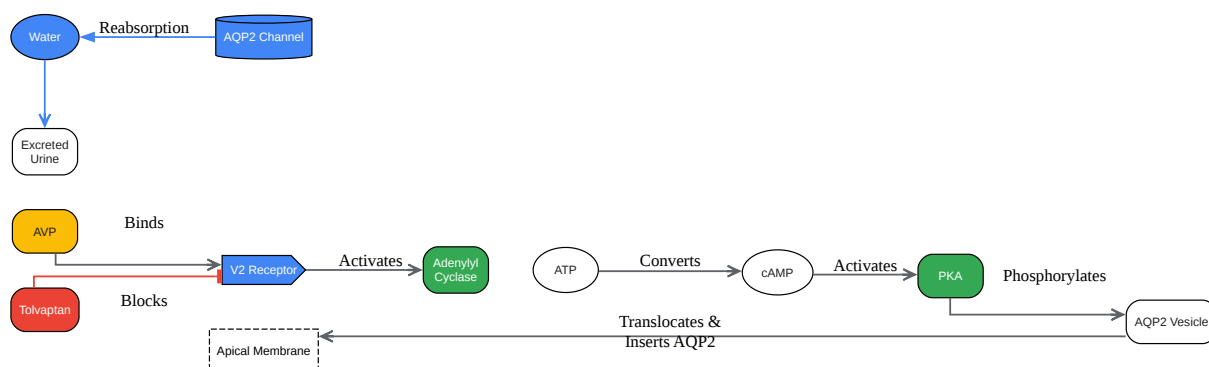 Water
Reabsorption
AQP2 Channel
Excreted
Urine
AVP
Binds
V2 Receptor
Activates
Adenylyl
Cyclase
ATP
Converts
cAMP
Activates
PKA
Phosphorylates
Tolvaptan
Blocks
Apical Membrane
Translocates &
Inserts AQP2
AQP2 Vesicle